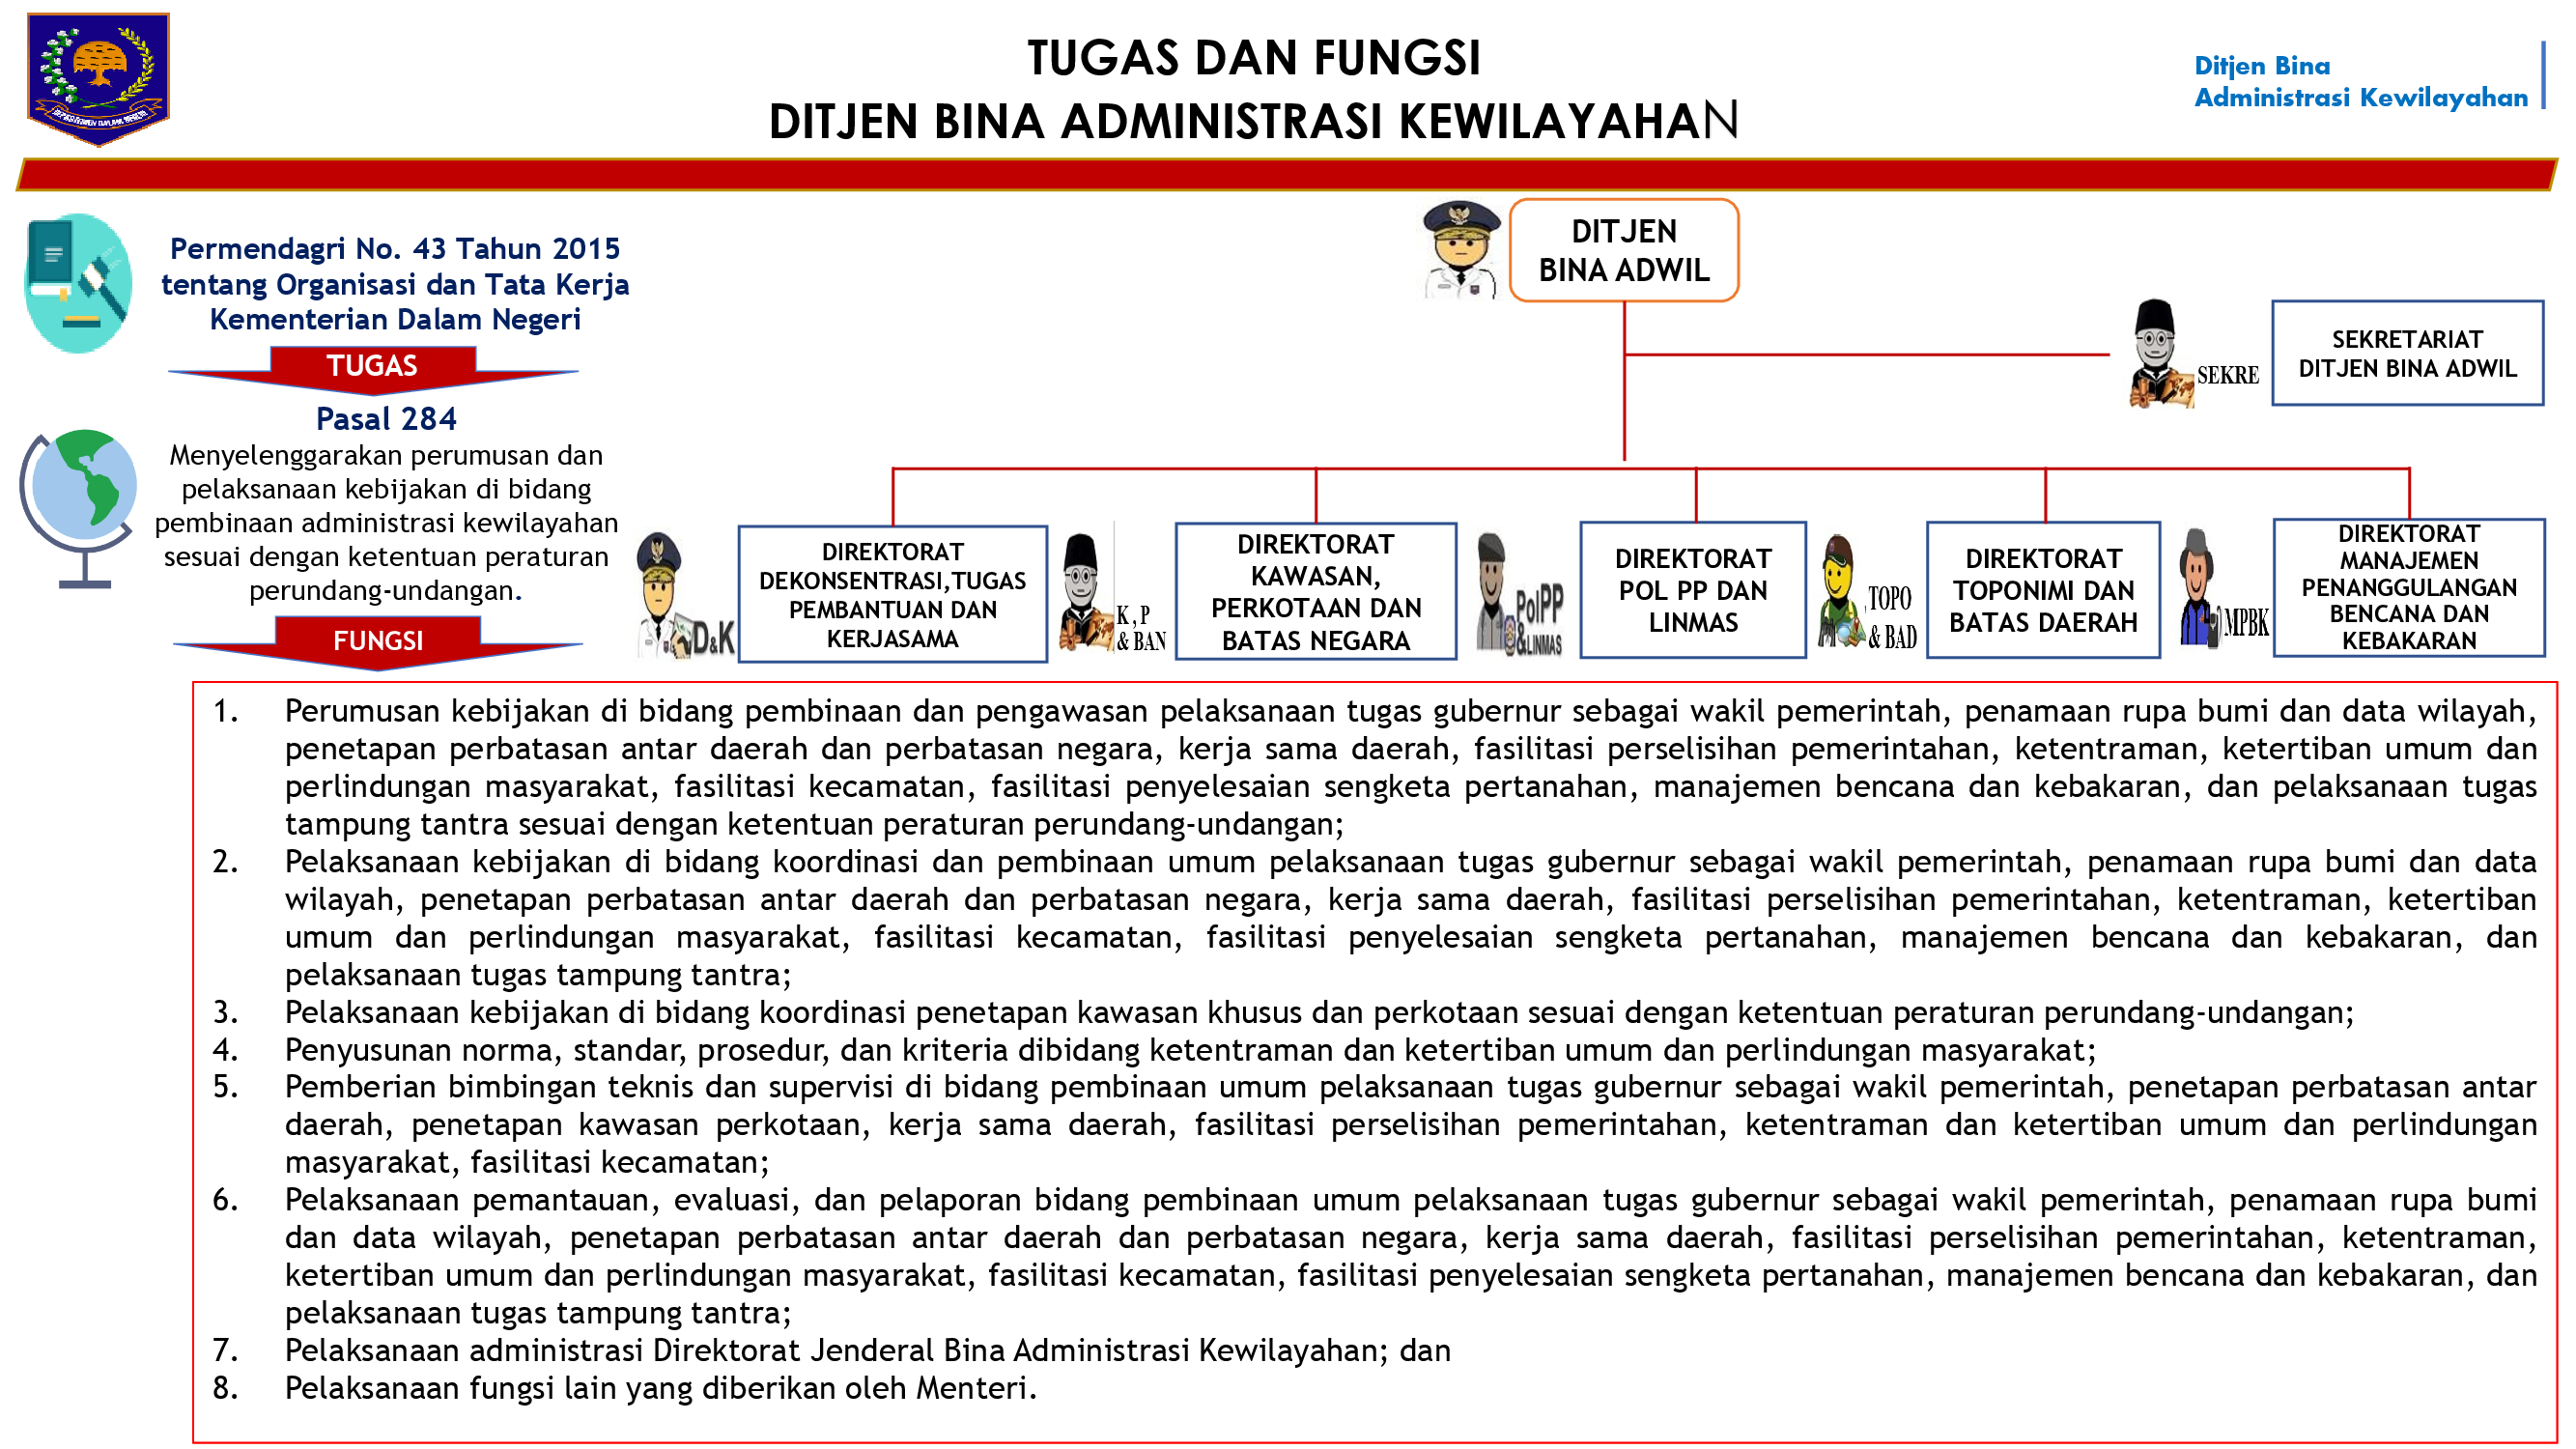 TUGAS DAN FUNGSI
DITJEN BINA ADMINISTRASI KEWILAYAHAN
Ditjen Bina
Administrasi Kewilayahan
Permendagri No. 43 Tahun 2015
tentang Organisasi dan Tata Kerja
Kementerian Dalam Negeri
TUGAS
Pasal 284
Menyelenggarakan perumusan dan
pelaksanaan kebijakan di bidang
pembinaan administrasi kewilayahan
sesuai dengan ketentuan peraturan
perundang-undangan.
FUNGSI
DITJEN
BINA ADWIL
SEKRE
SEKRETARIAT
DITJEN BINA ADWIL
D&K
DIREKTORAT
DEKONSENTRASI,TUGAS
PEMBANTUAN DAN
KERJASAMA
K , P
& BAN
DIREKTORAT
KAWASAN,
PERKOTAAN DAN
BATAS NEGARA
PolPP
&LINMAS
DIREKTORAT
POL PP DAN
LINMAS
TOPO
& BAD
DIREKTORAT
TOPONIMI DAN
BATAS DAERAH
MPBK
DIREKTORAT
MANAJEMEN
PENANGGULANGAN
BENCANA DAN
KEBAKARAN
1. Perumusan kebijakan di bidang pembinaan dan pengawasan pelaksanaan tugas gubernur sebagai wakil pemerintah, penamaan rupa bumi dan data wilayah,
penetapan perbatasan antar daerah dan perbatasan negara, kerja sama daerah, fasilitasi perselisihan pemerintahan, ketentraman, ketertiban umum dan
perlindungan masyarakat, fasilitasi kecamatan, fasilitasi penyelesaian sengketa pertanahan, manajemen bencana dan kebakaran, dan pelaksanaan tugas
tampung tantra sesuai dengan ketentuan peraturan perundang-undangan;
2. Pelaksanaan kebijakan di bidang koordinasi dan pembinaan umum pelaksanaan tugas gubernur sebagai wakil pemerintah, penamaan rupa bumi dan data
wilayah, penetapan perbatasan antar daerah dan perbatasan negara, kerja sama daerah, fasilitasi perselisihan pemerintahan, ketentraman, ketertiban
umum dan perlindungan masyarakat, fasilitasi kecamatan, fasilitasi penyelesaian sengketa pertanahan, manajemen bencana dan kebakaran, dan
pelaksanaan tugas tampung tantra;
3. Pelaksanaan kebijakan di bidang koordinasi penetapan kawasan khusus dan perkotaan sesuai dengan ketentuan peraturan perundang-undangan;
4. Penyusunan norma, standar, prosedur, dan kriteria dibidang ketentraman dan ketertiban umum dan perlindungan masyarakat;
5. Pemberian bimbingan teknis dan supervisi di bidang pembinaan umum pelaksanaan tugas gubernur sebagai wakil pemerintah, penetapan perbatasan antar
daerah, penetapan kawasan perkotaan, kerja sama daerah, fasilitasi perselisihan pemerintahan, ketentraman dan ketertiban umum dan perlindungan
masyarakat, fasilitasi kecamatan;
6. Pelaksanaan pemantauan, evaluasi, dan pelaporan bidang pembinaan umum pelaksanaan tugas gubernur sebagai wakil pemerintah, penamaan rupa bumi
dan data wilayah, penetapan perbatasan antar daerah dan perbatasan negara, kerja sama daerah, fasilitasi perselisihan pemerintahan, ketentraman,
ketertiban umum dan perlindungan masyarakat, fasilitasi kecamatan, fasilitasi penyelesaian sengketa pertanahan, manajemen bencana dan kebakaran, dan
pelaksanaan tugas tampung tantra;
7. Pelaksanaan administrasi Direktorat Jenderal Bina Administrasi Kewilayahan; dan
8. Pelaksanaan fungsi lain yang diberikan oleh Menteri.